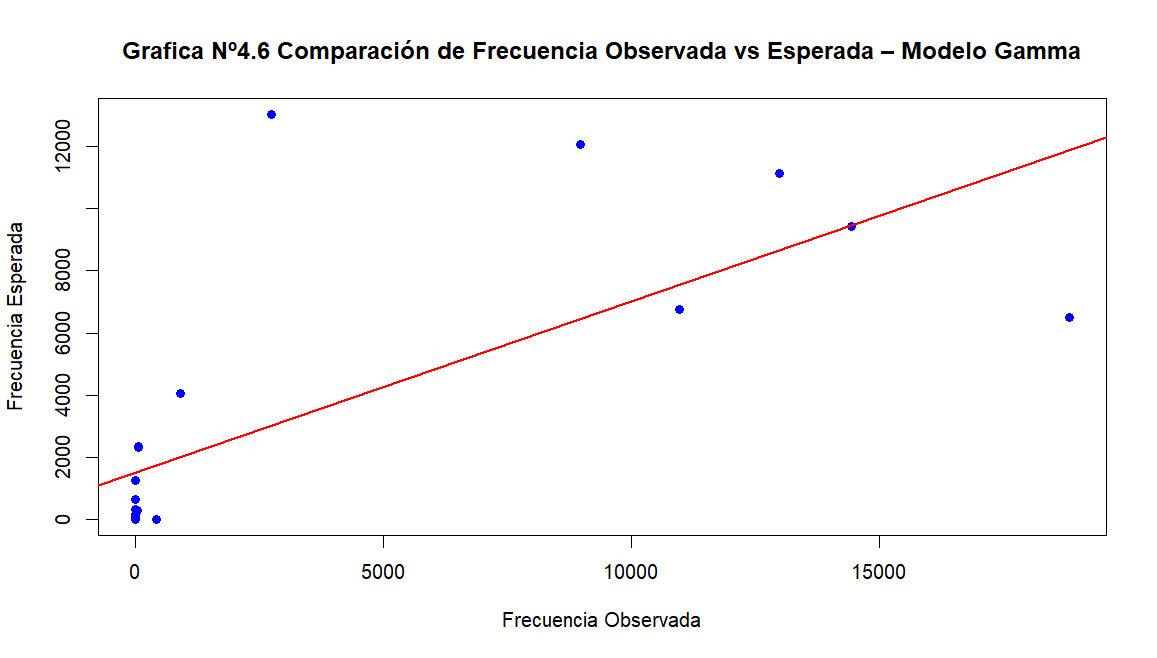 Grafica Nº4.6 Comparación de Frecuencia Observada vs Esperada – Modelo Gamma
Frecuencia Esperada
12000
8000
6000
4000
2000
0
0 5000 10000 15000
Frecuencia Observada